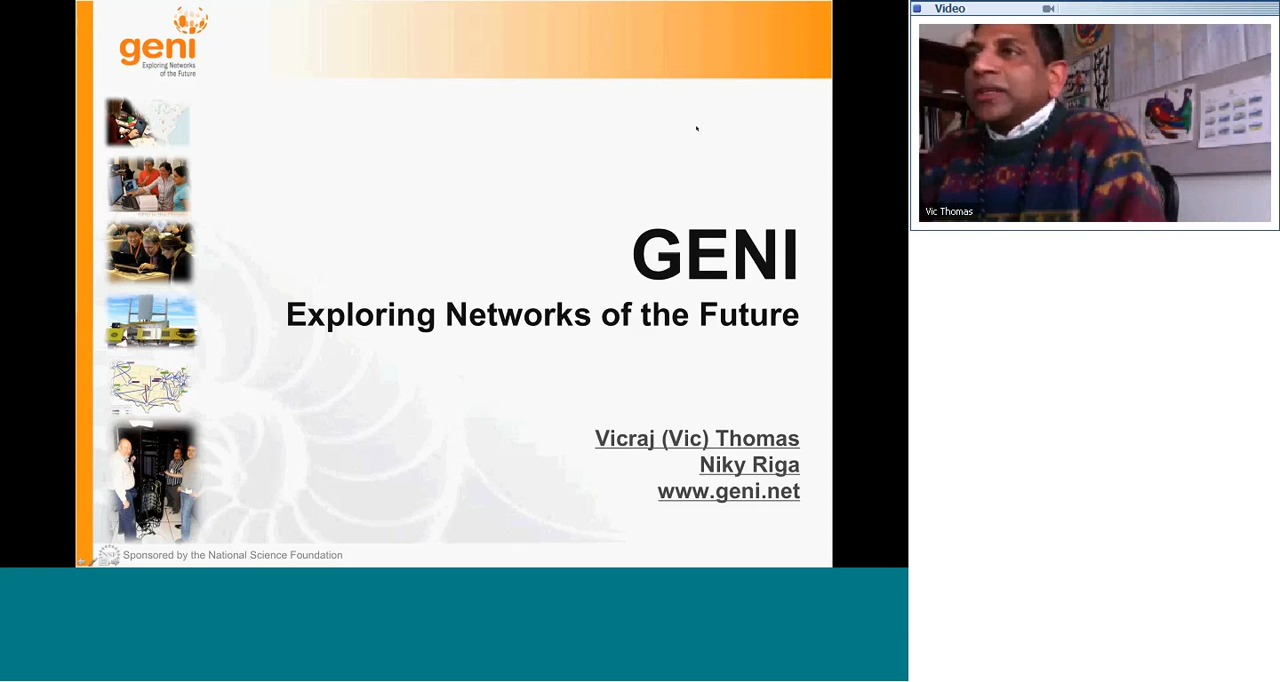 geni
Exploring Networks
of the Future
GENI
Exploring Networks of the Future
Vicraj (Vic) Thomas
Niky Riga
www.geni.net
Sponsored by the National Science Foundation
Video
Vic Thomas